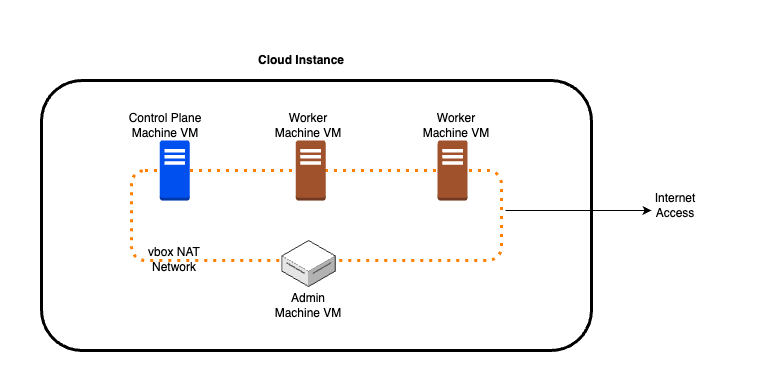 Cloud Instance
Control Plane
Machine VM
Worker
Machine VM
Worker
Machine VM
Internet
Access
vbox NAT
Network
Admin
Machine VM